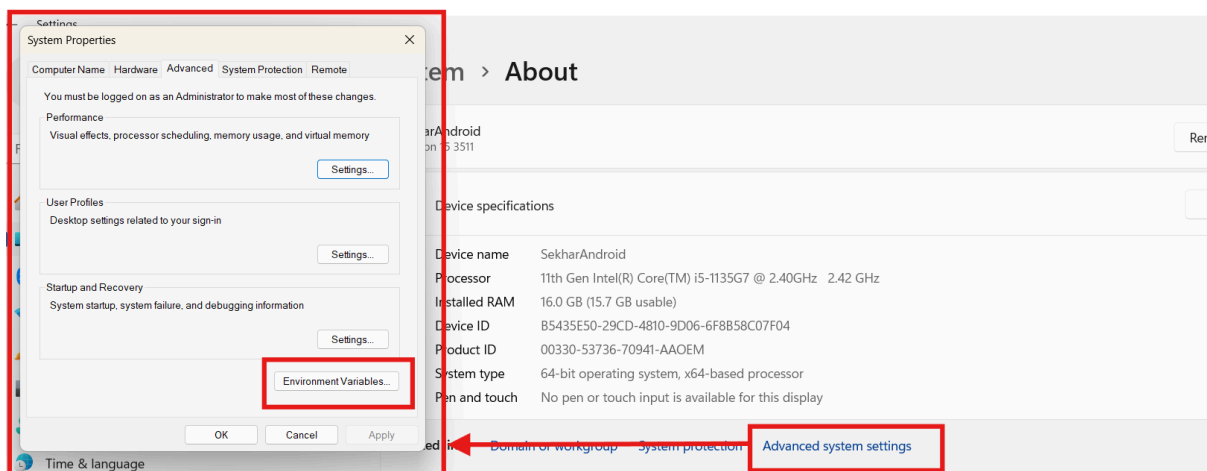 Settings
System Properties
Computer Name Hardware Advanced System Protection Remote
You must be logged on as an Administrator to make most of these changes.
Performance
Visual effects, processor scheduling, memory usage, and virtual memory
Settings...
User Profiles
Desktop settings related to your sign-in
Settings...
Startup and Recovery
System startup, system failure, and debugging information
Settings...
Environment Variables...
OK Cancel Apply
Time & language
tem > About
arAndroid
on 15 3511
Ren
Device specifications
Device name SekharAndroid
Processor 11th Gen Intel(R) Core(TM) i5-1135G7 @ 2.40GHz 2.42 GHz
Installed RAM 16.0 GB (15.7 GB usable)
Device ID B5435E50-29CD-4810-9D06-6F8B58C07F04
Product ID 00330-53736-70941-AAOEM
System type 64-bit operating system, x64-based processor
Pen and touch No pen or touch input is available for this display
Domain or workgroup System protection Advanced system settings